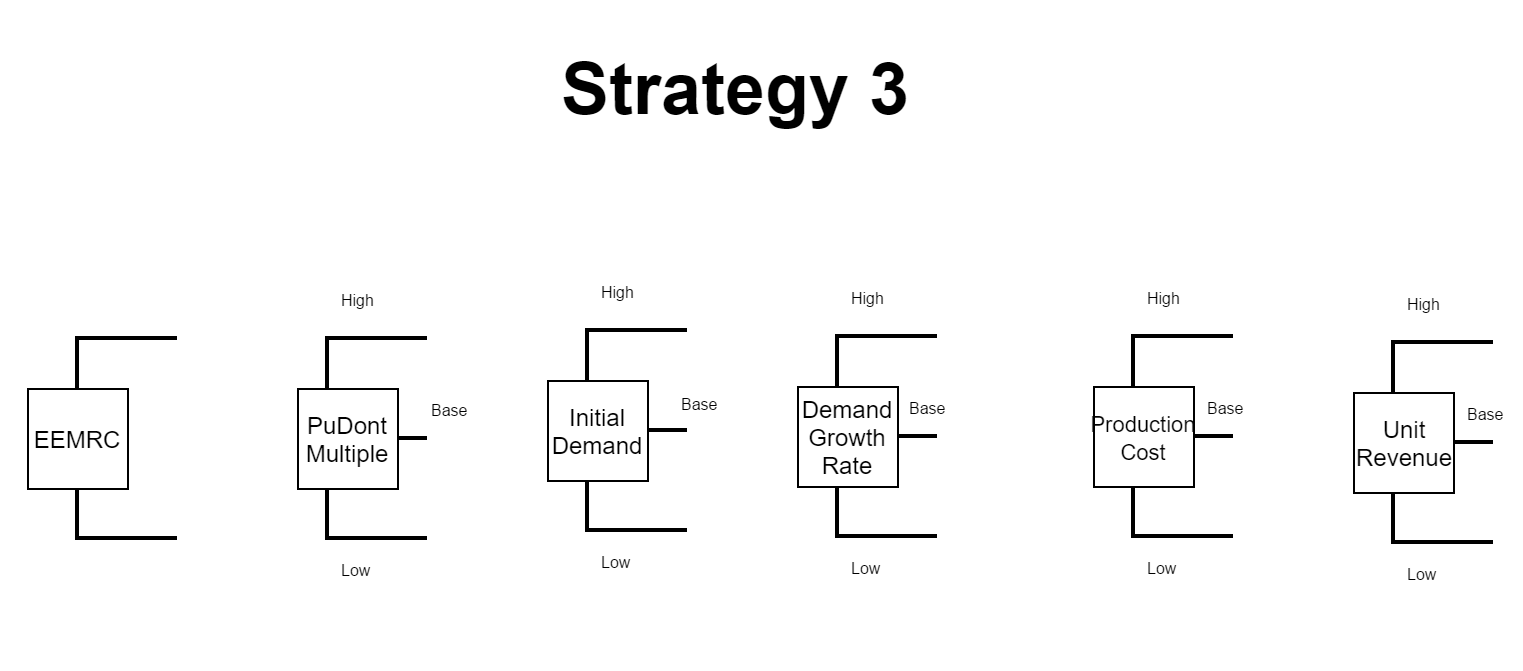 Strategy 3
EEMRC
High
PuDont
Multiple
Base
Low
High
Initial
Demand
Base
Low
High
Demand
Growth
Rate
Base
Low
High
Production
Cost
Base
Low
High
Unit
Revenue
Base
Low